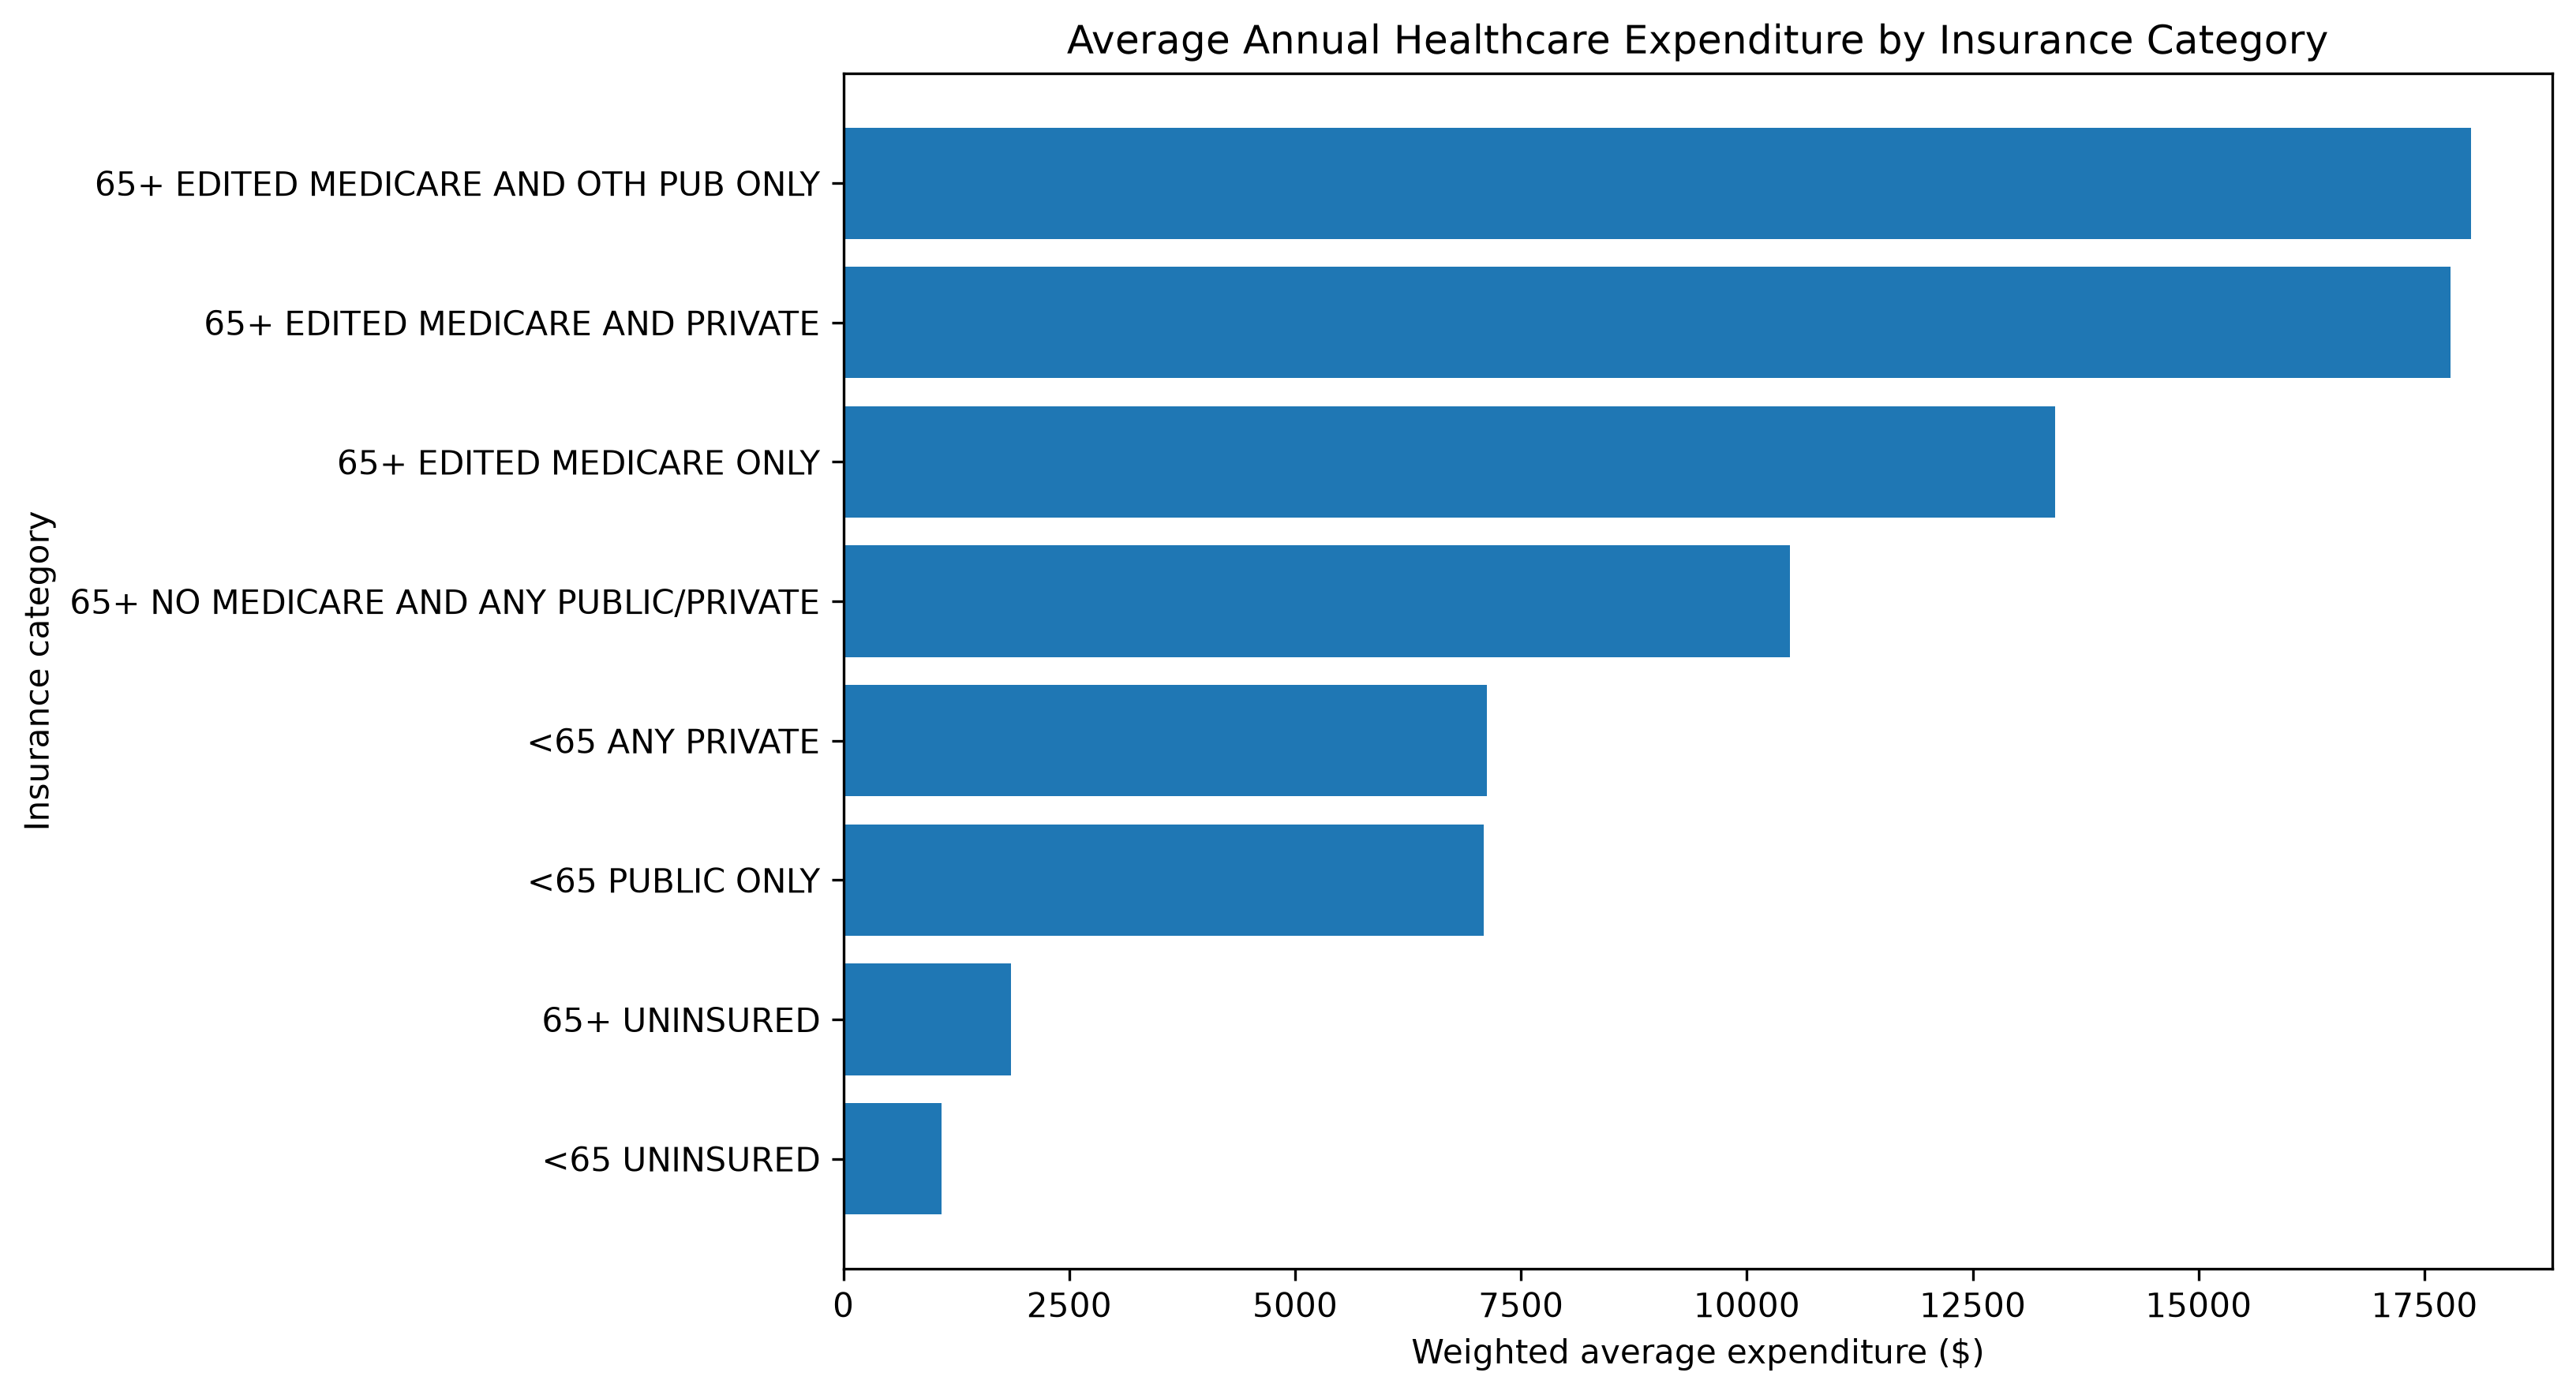 Average Annual Healthcare Expenditure by Insurance Category
Insurance category
65+ EDITED MEDICARE AND OTH PUB ONLY
65+ EDITED MEDICARE AND PRIVATE
65+ EDITED MEDICARE ONLY
65+ NO MEDICARE AND ANY PUBLIC/PRIVATE
<65 ANY PRIVATE
<65 PUBLIC ONLY
65+ UNINSURED
<65 UNINSURED
0 2500 5000 7500 10000 12500 15000 17500
Weighted average expenditure ($)